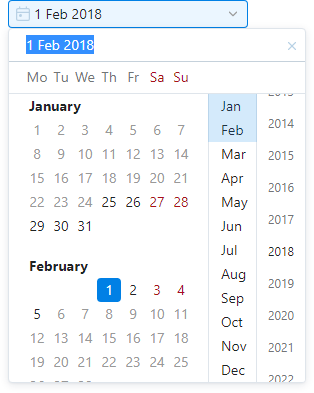 1 Feb 2018
1 Feb 2018
Mo Tu We Th Fr Sa Su
January
1 2 3 4 5 6 7
8 9 10 11 12 13 14
15 16 17 18 19 20 21
22 23 24 25 26 27 28
29 30 31
February
1 2 3 4
5 6 7 8 9 10 11
12 13 14 15 16 17 18
19 20 21 22 23 24 25
Jan
Feb
Mar
Apr
May
Jun
Jul
Aug
Sep
Oct
Nov
Dec
2014
2015
2016
2017
2018
2019
2020
2021
2022